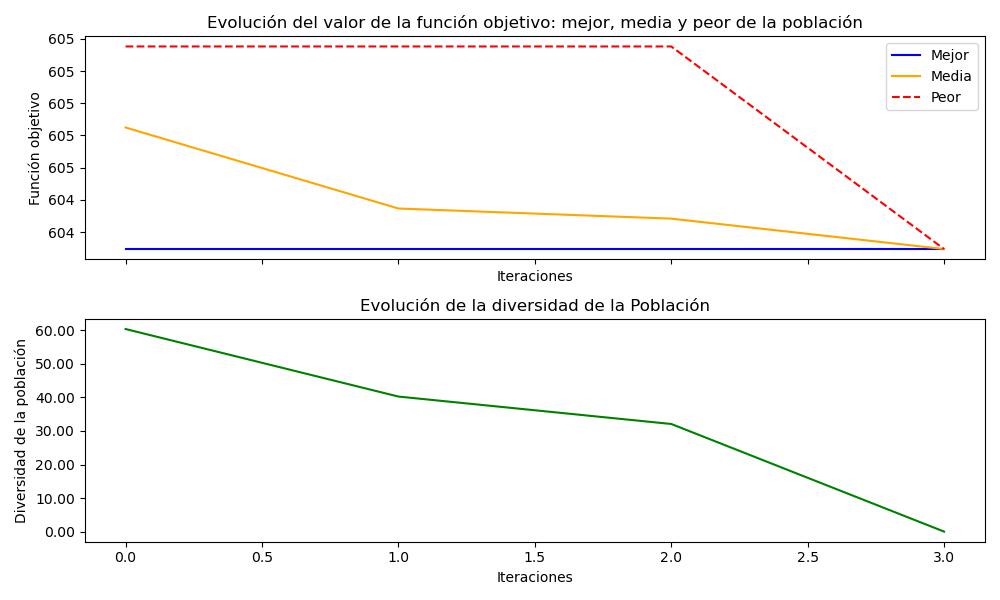 Evolución del valor de la función objetivo: mejor, media y peor de la población
605
605
605
605
605
604
604
Función objetivo
Mejor
Media
Peor
Iteraciones
Evolución de la diversidad de la Población
60.00
50.00
40.00
30.00
20.00
10.00
0.00
Diversidad de la población
0.0 0.5 1.0 1.5 2.0 2.5 3.0
Iteraciones